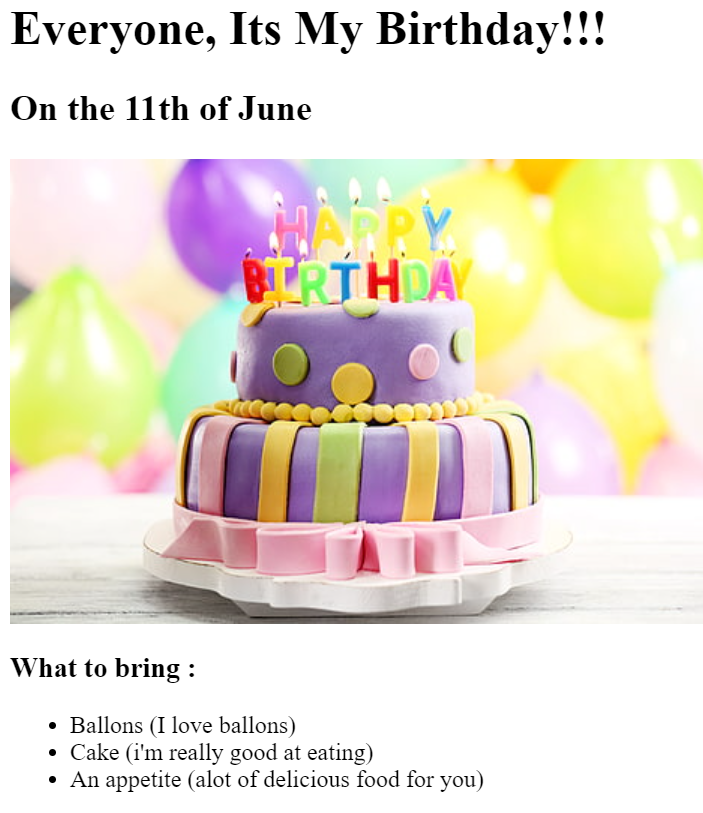 Everyone, Its My Birthday!!!
On the 11th of June
HAPPY
BIRTHDAY
What to bring :
Ballons (I love ballons)
Cake (i'm really good at eating)
An appetite (alot of delicious food for you)